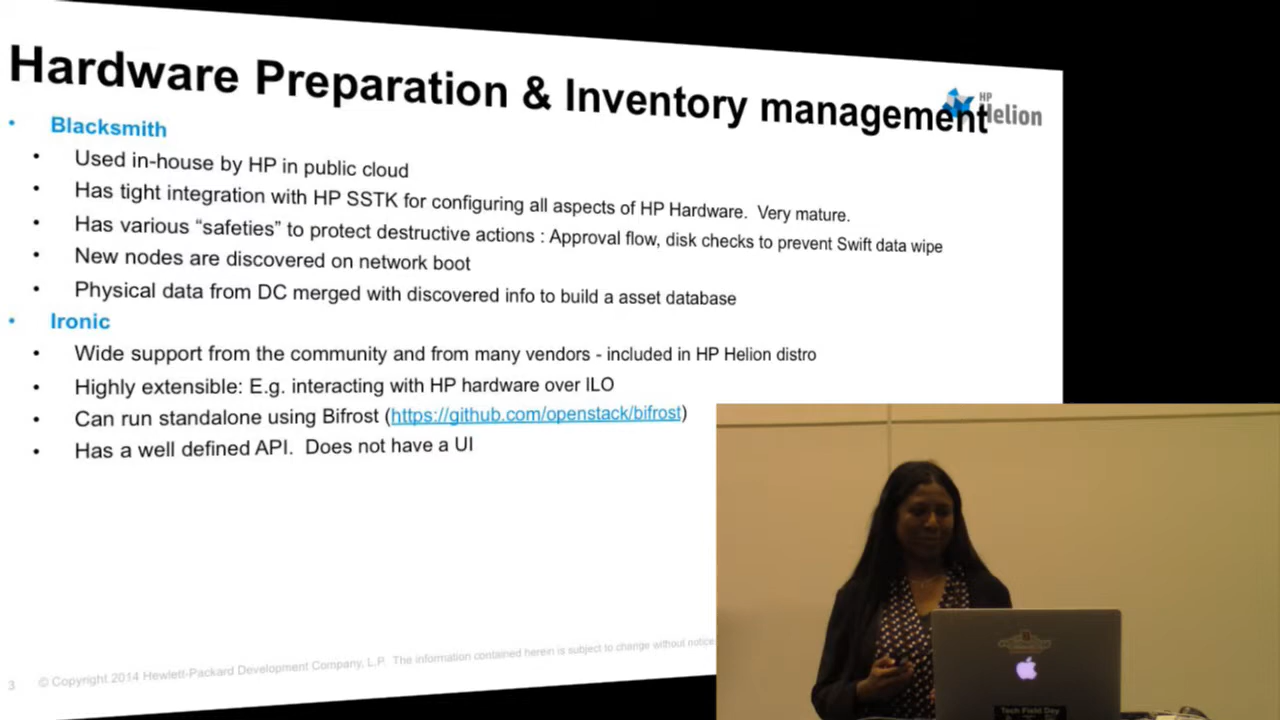 Hardware Preparation & Inventory management
HP
Helion
• Blacksmith
• Used in-house by HP in public cloud
• Has tight integration with HP SSTK for configuring all aspects of HP Hardware. Very mature.
• Has various “safeties” to protect destructive actions : Approval flow, disk checks to prevent Swift data wipe
• New nodes are discovered on network boot
• Physical data from DC merged with discovered info to build a asset database
• Ironic
• Wide support from the community and from many vendors - included in HP Helion distro
• Highly extensible: E.g. interacting with HP hardware over ILO
• Can run standalone using Bifrost (https://github.com/openstack/bifrost)
• Has a well defined API. Does not have a UI
3 © Copyright 2014 Hewlett-Packard Development Company, L.P. The information contained herein is subject to change without notice.
Tech Field Day